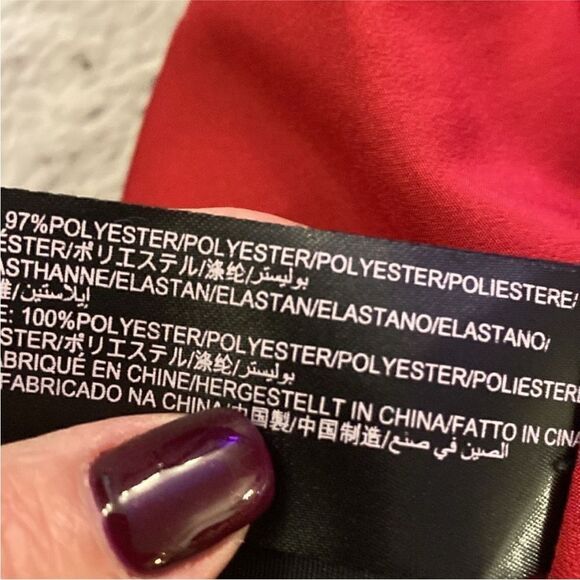 97%POLYESTER/POLYESTER/POLYESTER/POLIESTERE/
ESTER/ポリエステル/涤纶/بوليستر/
ASTHANNE/ELASTAN/ELASTAN/ELASTANO/ELASTANO/
维/إيلاستين/
E: 100%POLYESTER/POLYESTER/POLYESTER/POLIESTERE
STER/ポリエステル/涤纶/بوليستر
ABRIQUÉ EN CHINE/HERGESTELLT IN CHINA/FATTO IN CINA
FABRICADO NA CHINA/中国製/中国制造/الصين في صنع